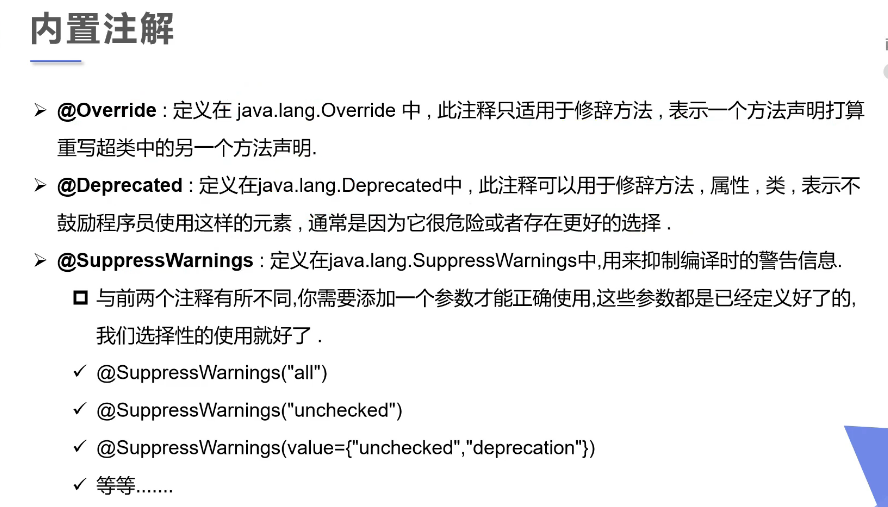 内置注解
@Override : 定义在 java.lang.Override 中 , 此注释只适用于修辞方法 , 表示一个方法声明打算
重写超类中的另一个方法声明.
@Deprecated : 定义在java.lang.Deprecated中 , 此注释可以用于修辞方法 , 属性 , 类 , 表示不
鼓励程序员使用这样的元素 , 通常是因为它很危险或者存在更好的选择 .
@SuppressWarnings : 定义在java.lang.SuppressWarnings中,用来抑制编译时的警告信息.
与前两个注释有所不同,你需要添加一个参数才能正确使用,这些参数都是已经定义好了的,
我们选择性的使用就好了 .
@SuppressWarnings("all")
@SuppressWarnings("unchecked")
@SuppressWarnings(value={"unchecked","deprecation"})
等等.......